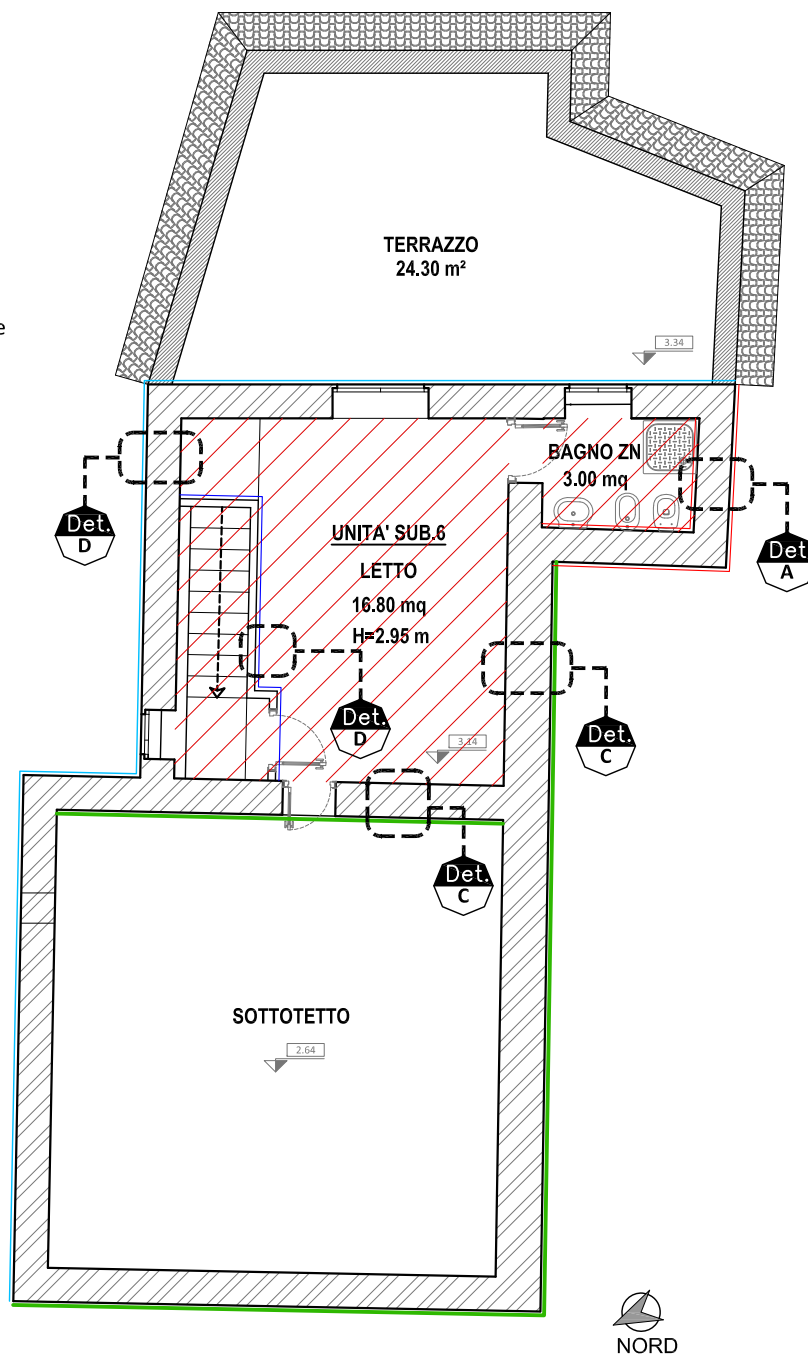 TERRAZZO
24.30 m²
e
3.34
BAGNO ZN
3.00 mq
Det.
D
Det.
A
UNITA' SUB.6
LETTO
16.80 mq
H=2.95 m
Det.
D
3.14
Det.
C
Det.
C
SOTTOTETTO
2.64
NORD